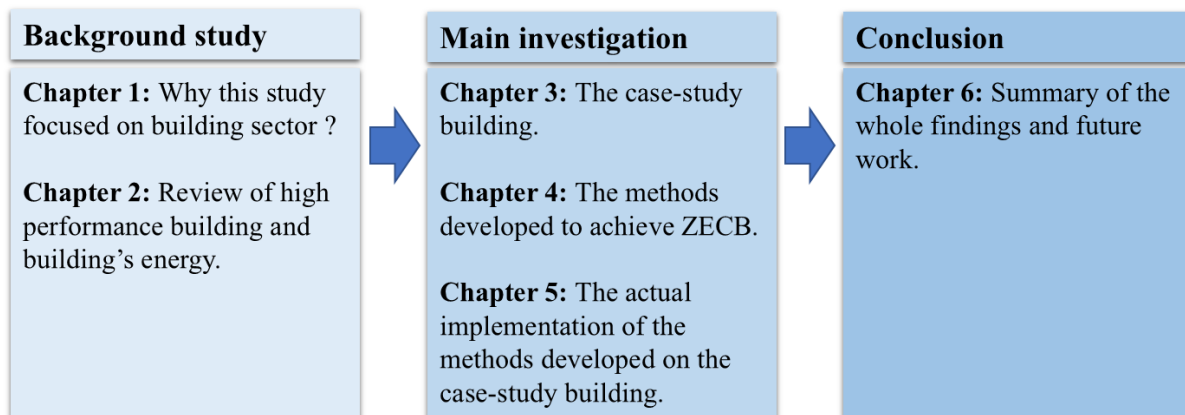 Background study
Chapter 1: Why this study
focused on building sector ?
Chapter 2: Review of high
performance building and
building’s energy.
Main investigation
Chapter 3: The case-study
building.
Chapter 4: The methods
developed to achieve ZECB.
Chapter 5: The actual
implementation of the
methods developed on the
case-study building.
Conclusion
Chapter 6: Summary of the
whole findings and future
work.